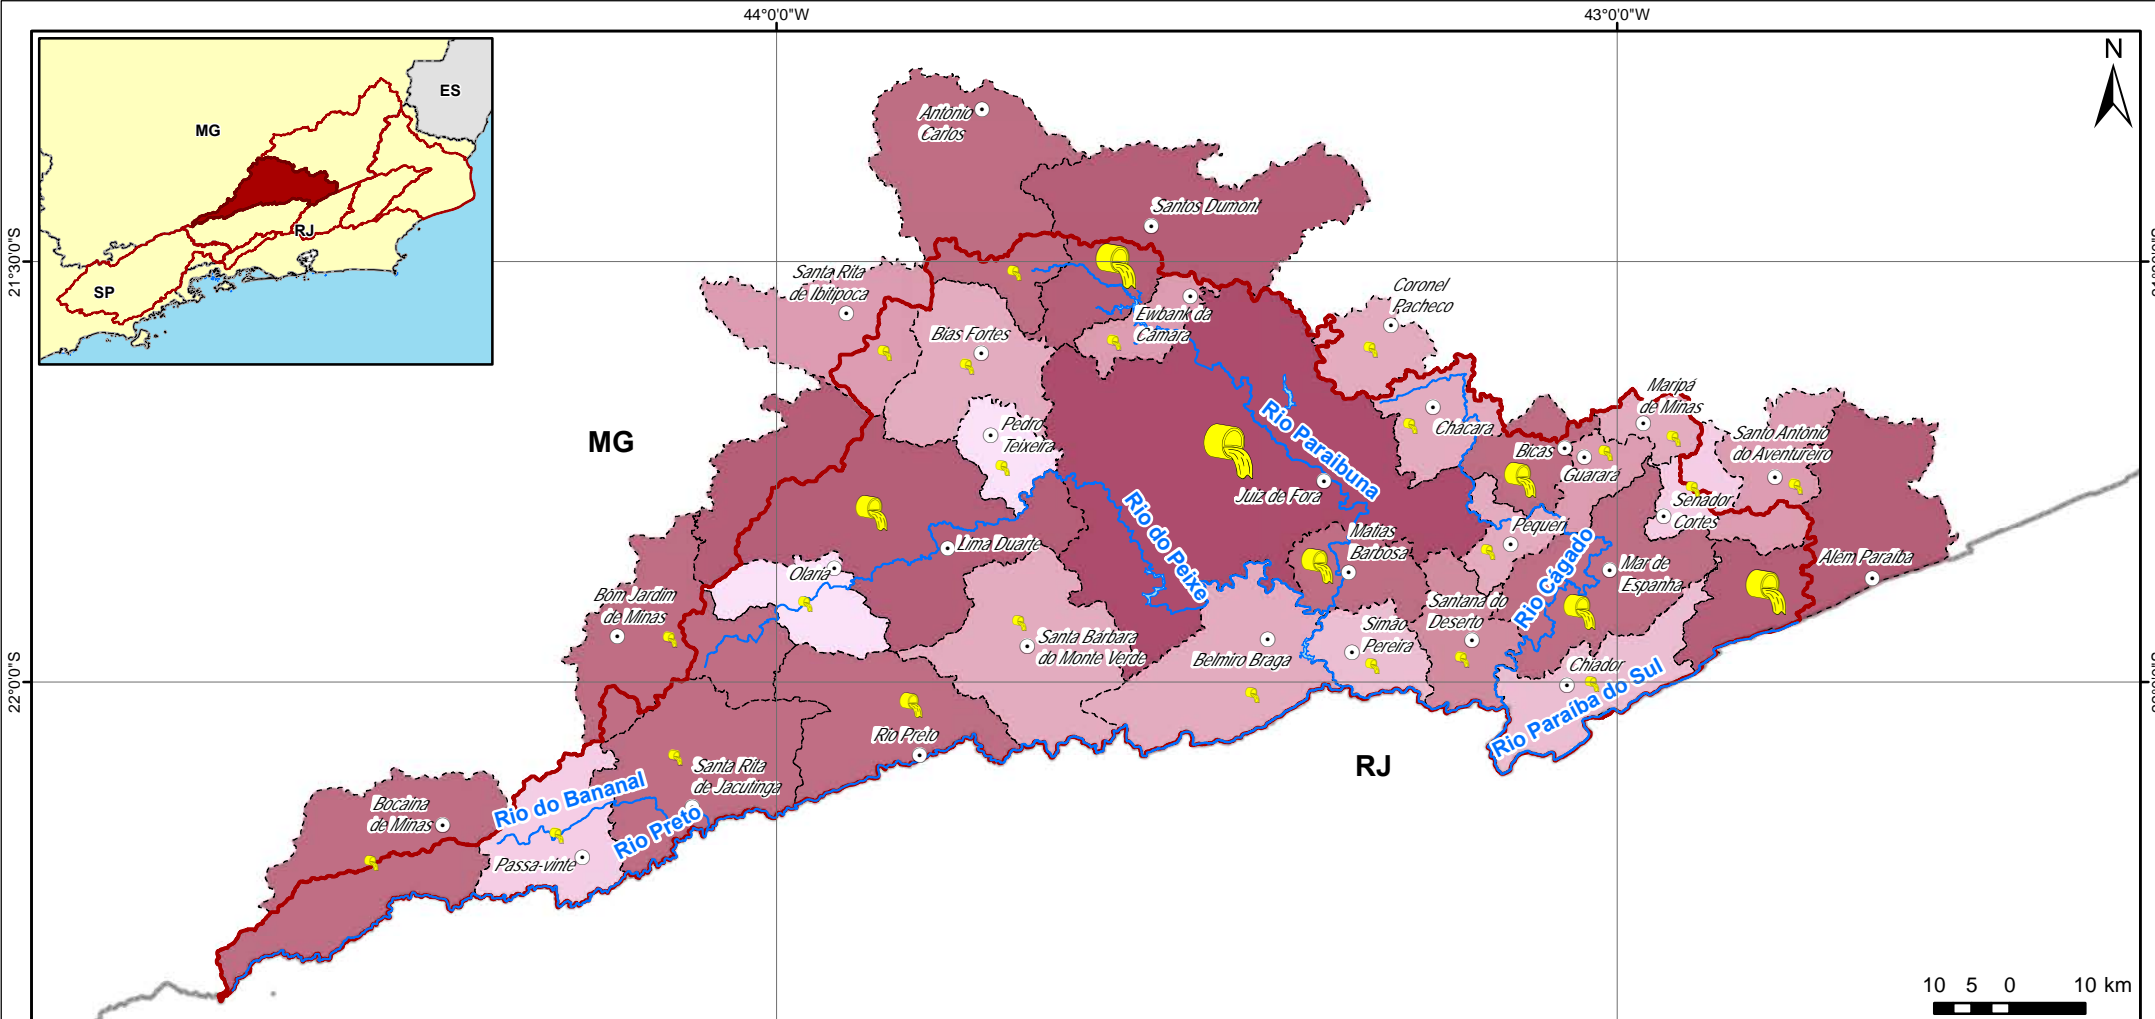 44°0'0"W
43°0'0"W
N
ES
MG
RJ
SP
21°30'0"S
22°0'0"S
Antônio
Carlos
Santos Dumont
Santa Rita
de Ibitipoca
Bias Fortes
Ewbank da
Câmara
Coronel
Pacheco
MG
Pedro
Teixeira
Rio Paraibuna
Juiz de Fora
Chácara
Maripá
de Minas
Bicas
Guarará
Santo Antônio
do Aventureiro
Senador
Cortes
Rio do Peixe
Matias
Barbosa
Pequeri
Rio Cágado
Mar de
Espanha
Além Paraíba
Lima Duarte
Olaria
Bom Jardim
de Minas
Santa Bárbara
do Monte Verde
Belmiro Braga
Simão
Pereira
Santana do
Deserto
Chiador
Rio Paraíba do Sul
Rio Preto
RJ
Santa Rita
de Jacutinga
Bocaina
de Minas
Rio do Bananal
Passa-vinte
Rio Preto
10 5 0 10 km